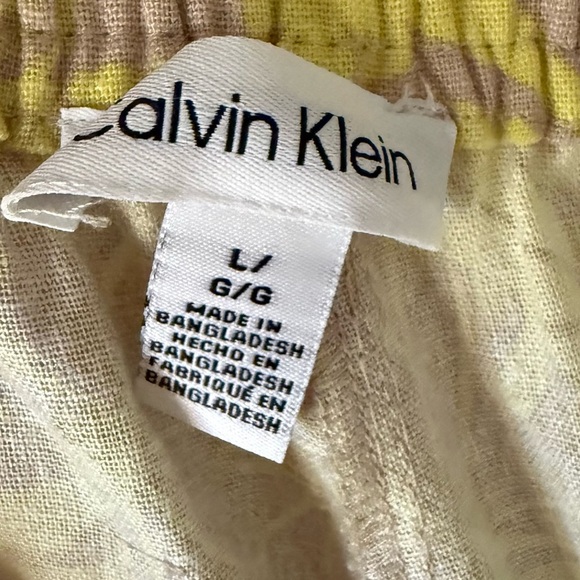 Calvin Klein
L/
G/G
MADE IN
BANGLADESH
HECHO EN
BANGLADESH
FABRIQUÉ EN
BANGLADESH